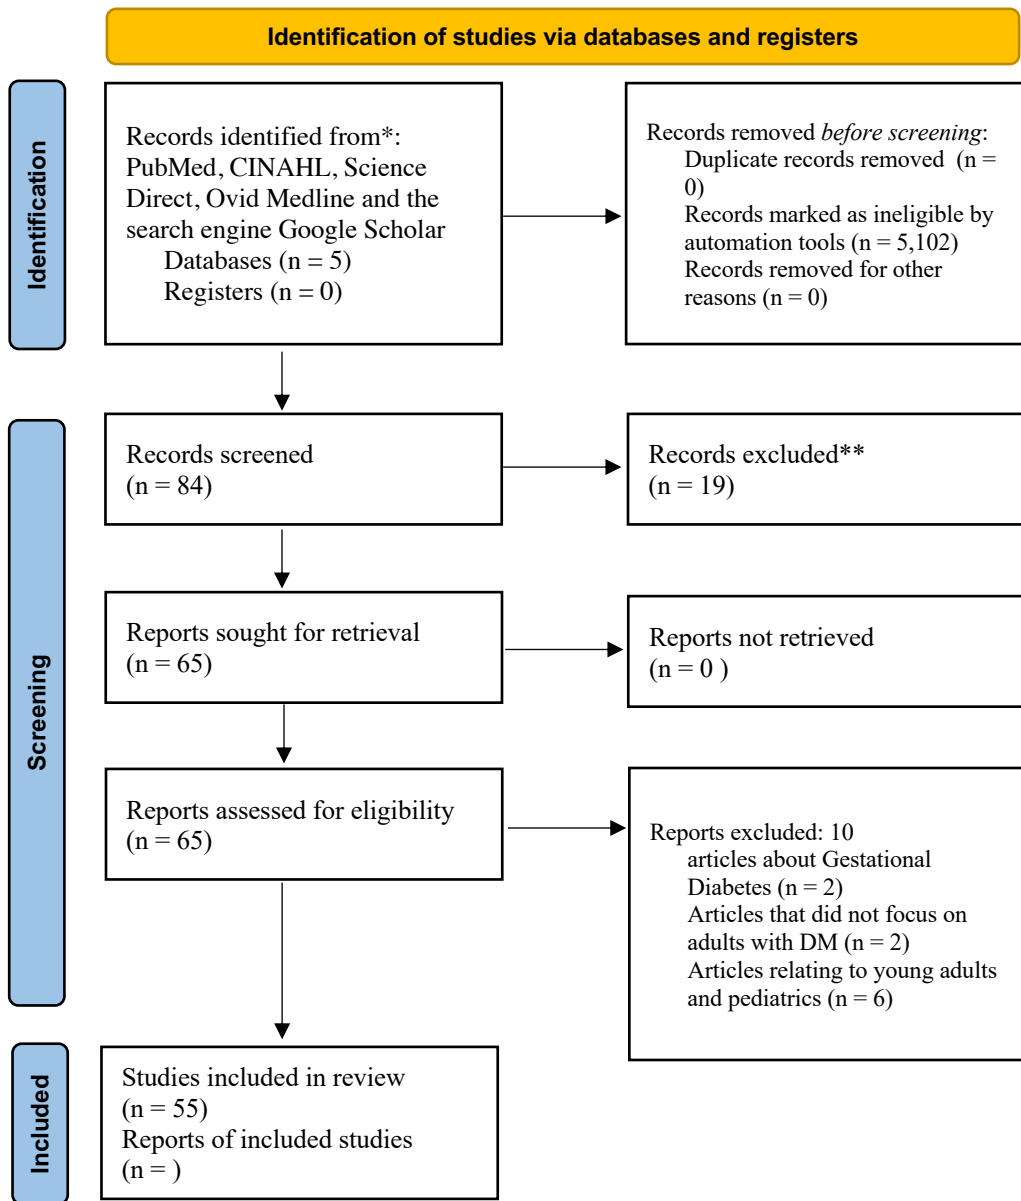 Identification of studies via databases and registers
Identification
Records identified from*:
PubMed, CINAHL, Science
Direct, Ovid Medline and the
search engine Google Scholar
Databases (n = 5)
Registers (n = 0)
Records removed before screening:
Duplicate records removed  (n =
0)
Records marked as ineligible by
automation tools (n = 5,102)
Records removed for other
reasons (n = 0)
Screening
Records screened
(n = 84)
Records excluded**
(n = 19)
Reports sought for retrieval
(n = 65)
Reports not retrieved
(n = 0 )
Reports assessed for eligibility
(n = 65)
Reports excluded: 10
articles about Gestational
Diabetes (n = 2)
Articles that did not focus on
adults with DM (n = 2)
Articles relating to young adults
and pediatrics (n = 6)
Included
Studies included in review
(n = 55)
Reports of included studies
(n = )